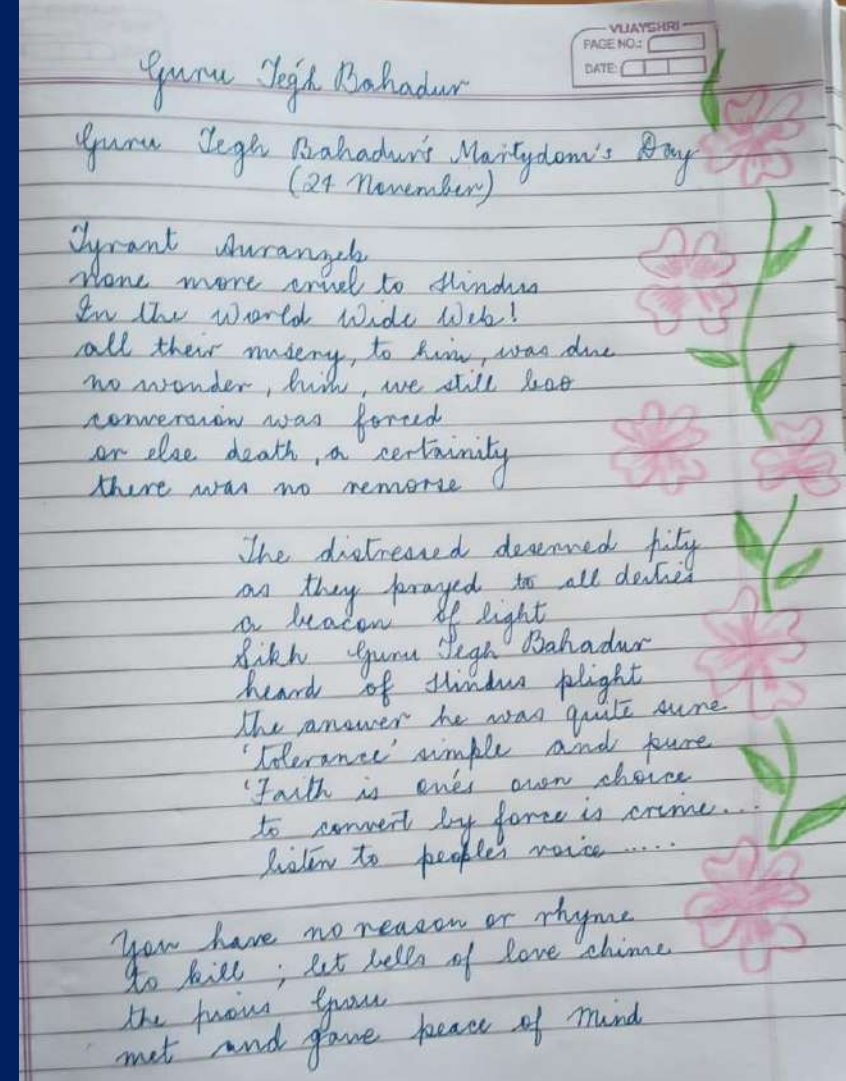 VIJAYSHRI
PAGE NO.:
DATE:
Guru Tegh Bahadur
Guru Tegh Bahadur's Martydom's Day
(24 November)
Tyrant Auranzeb
none more cruel to Hindus
In the World Wide Web!
all their misery, to him, was due
no wonder, him, we still boo
conversion was forced
or else death, a certainity
there was no remorse
The distressed deserved pity
as they prayed to all deities
a beacon of light
Sikh Guru Tegh Bahadur
heard of Hindus plight
the answer he was quite sure
'tolerance' simple and pure
'Faith is one's own choice
to convert by force is crime...
listen to people's voice .....
You have no reason or rhyme
to kill ; let bells of love chime
the pious
met and gave peace of mind